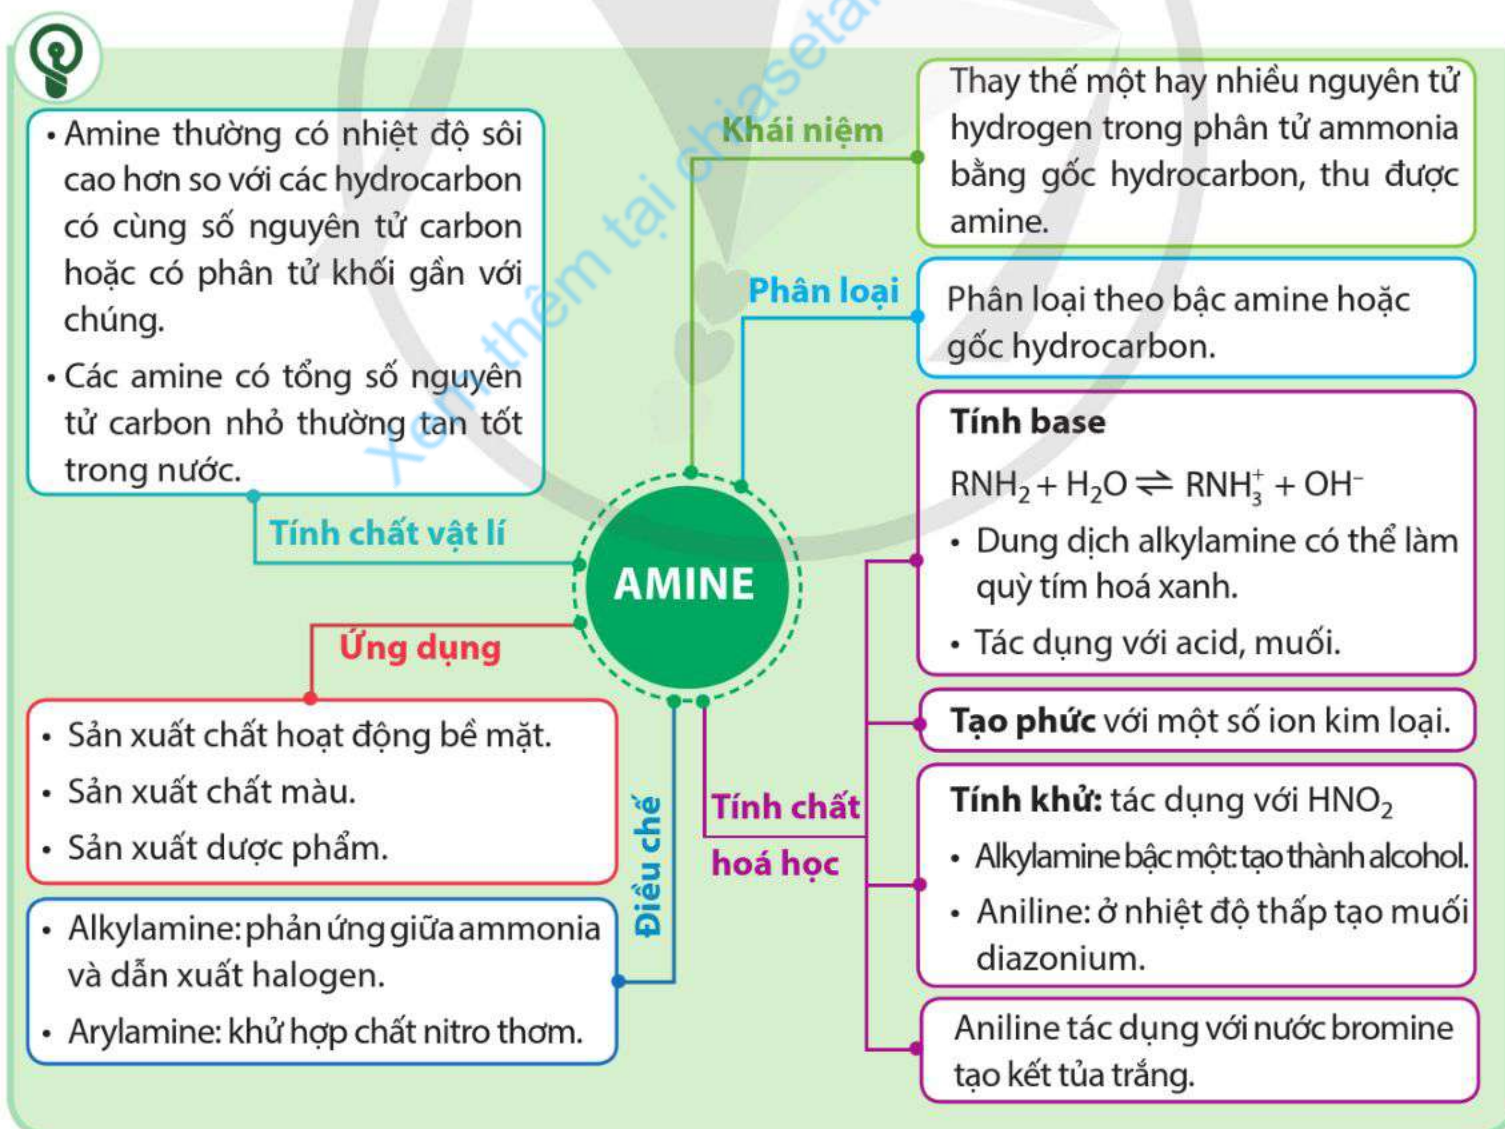 Khái niệm
Thay thế một hay nhiều nguyên tử
hydrogen trong phân tử ammonia
bằng gốc hydrocarbon, thu được
amine.
Phân loại
Phân loại theo bậc amine hoặc
gốc hydrocarbon.
• Amine thường có nhiệt độ sôi
cao hơn so với các hydrocarbon
có cùng số nguyên tử carbon
hoặc có phân tử khối gần với
chúng.
• Các amine có tổng số nguyên
tử carbon nhỏ thường tan tốt
trong nước.
Tính chất vật lí
AMINE
Ứng dụng
• Sản xuất chất hoạt động bề mặt.
• Sản xuất chất màu.
• Sản xuất dược phẩm.
Điều chế
• Alkylamine: phản ứng giữa ammonia
và dẫn xuất halogen.
• Arylamine: khử hợp chất nitro thơm.
Tính chất
hoá học
Tính base
RNH₂ + H₂O ⇌ RNH₃⁺ + OH⁻
• Dung dịch alkylamine có thể làm
quỳ tím hoá xanh.
• Tác dụng với acid, muối.
Tạo phức với một số ion kim loại.
Tính khử: tác dụng với HNO₂
• Alkylamine bậc một: tạo thành alcohol.
• Aniline: ở nhiệt độ thấp tạo muối
diazonium.
Aniline tác dụng với nước bromine
tạo kết tủa trắng.
xem thêm tại chiasetai